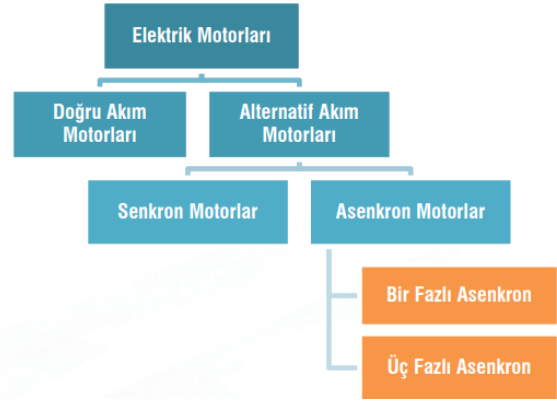 Elektrik Motorları
Doğru Akım
Motorları
Alternatif Akım
Motorları
Senkron Motorlar
Asenkron Motorlar
Bir Fazlı Asenkron
Üç Fazlı Asenkron